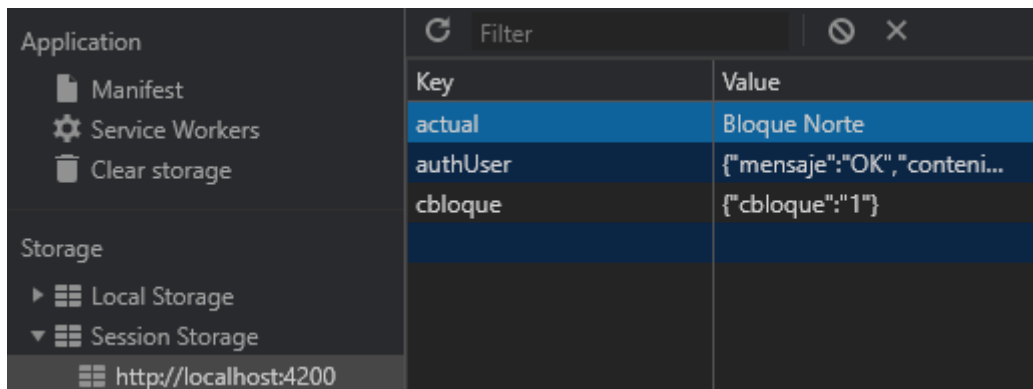 Application
Manifest
Service Workers
Clear storage
Storage
Local Storage
Session Storage
http://localhost:4200
Filter
Key Value
actual Bloque Norte
authUser {"mensaje":"OK","conteni...
cbloque {"cbloque":"1"}